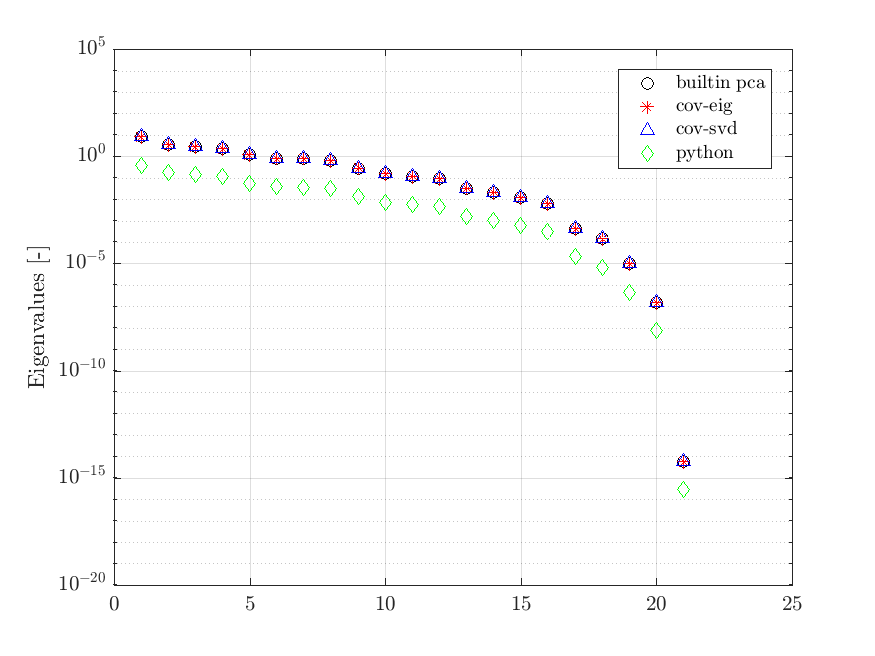 10^5
10^0
10^-5
10^-10
10^-15
10^-20
Eigenvalues [-]
0 5 10 15 20 25
builtin pca
cov-eig
cov-svd
python